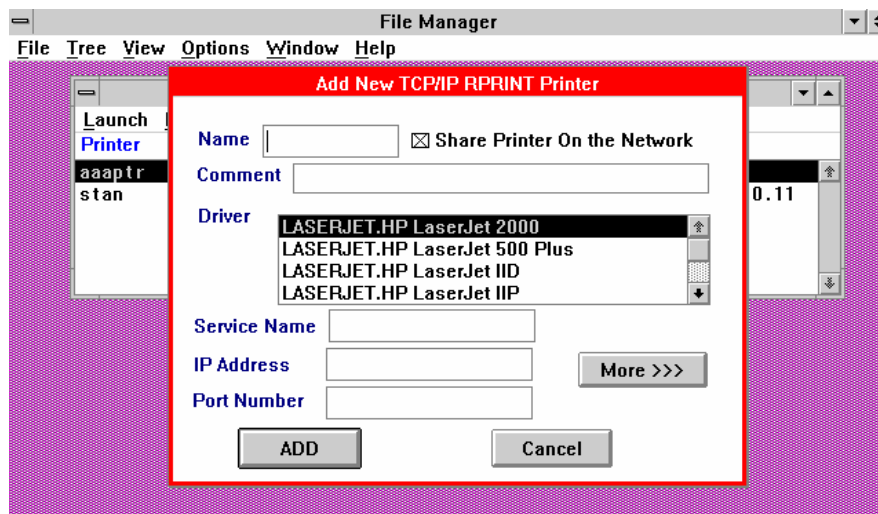 File Manager
File Tree View Options Window Help
Add New TCP/IP RPRINT Printer
Launch
Printer
Name Share Printer On the Network
aaaptr
Comment
stan 0.11
Driver
LASERJET.HP LaserJet 2000
LASERJET.HP LaserJet 500 Plus
LASERJET.HP LaserJet IID
LASERJET.HP LaserJet IIP
Service Name
IP Address
More >>>
Port Number
ADD Cancel